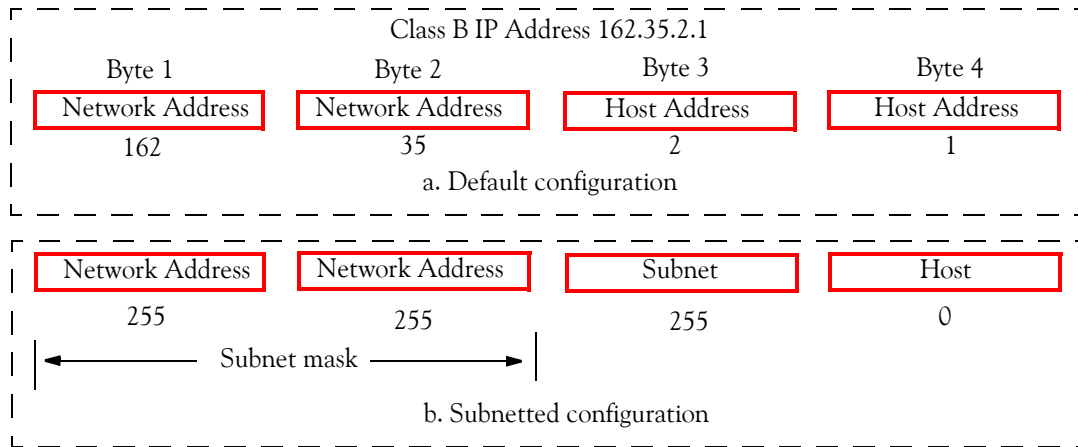 Class B IP Address 162.35.2.1
Byte 1 Byte 2 Byte 3 Byte 4
Network Address Network Address Host Address Host Address
162 35 2 1
a. Default configuration
Network Address Network Address Subnet Host
255 255 255 0
Subnet mask
b. Subnetted configuration